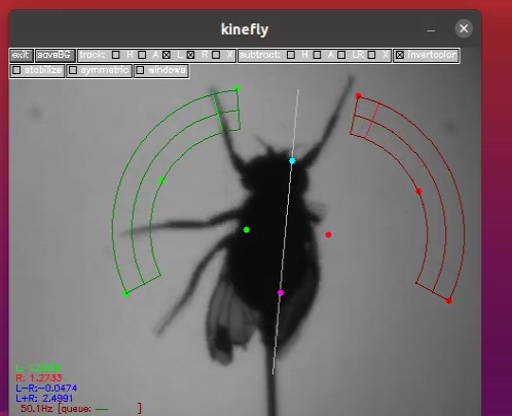 kinefly
exit saveBG track: H A L R X subtract: H A LR X invertcolor
stabilize symmetric windows
R: 1.2733
L-R:-0.0474
L+R: 2.4991
50.1Hz [queue: — ]